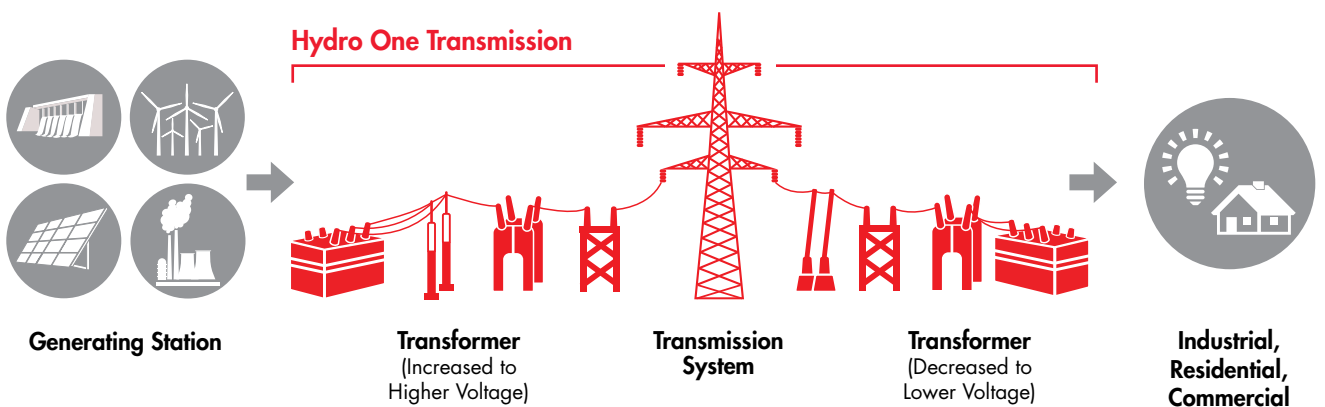 Hydro One Transmission
Generating Station
Transformer
(Increased to
Higher Voltage)
Transmission
System
Transformer
(Decreased to
Lower Voltage)
Industrial,
Residential,
Commercial